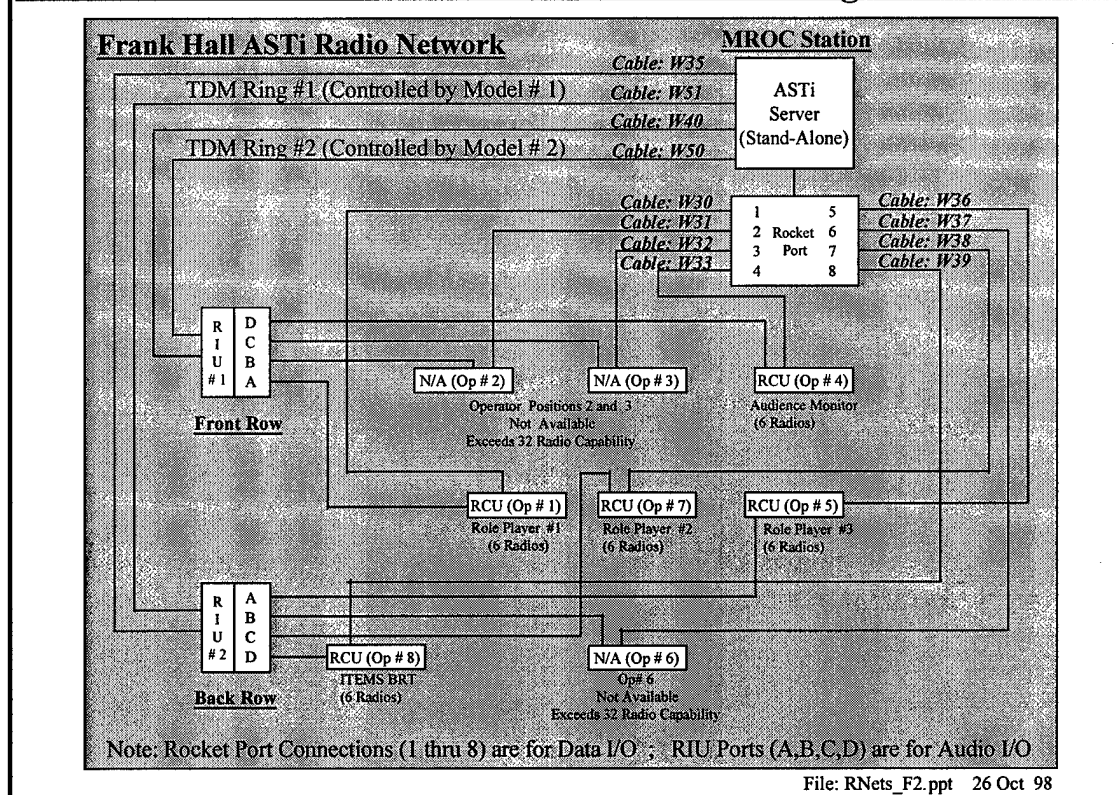 Frank Hall ASTi Radio Network
MROC Station
Cable: W35
TDM Ring #1 (Controlled by Model # 1)
Cable: W51
Cable: W40
TDM Ring #2 (Controlled by Model # 2)
Cable: W50
ASTi
Server
(Stand-Alone)
Cable: W30
Cable: W31
Cable: W32
Cable: W33
1 5
2 Rocket 6
3 Port 7
4 8
Cable: W36
Cable: W37
Cable: W38
Cable: W39
R I U # 1
D
C
B
A
Front Row
N/A (Op # 2)
N/A (Op # 3)
RCU (Op # 4)
Operator Positions 2 and 3
Not Available
Exceeds 32 Radio Capability
Audience Monitor
(6 Radios)
RCU (Op # 1)
Role Player #1
(6 Radios)
RCU (Op # 7)
Role Player #2
(6 Radios)
RCU (Op # 5)
Role Player #3
(6 Radios)
R I U # 2
A
B
C
D
Back Row
RCU (Op # 8)
ITEMS BRT
(6 Radios)
N/A (Op # 6)
Op# 6
Not Available
Exceeds 32 Radio Capability
Note: Rocket Port Connections (1 thru 8) are for Data I/O ; RIU Ports (A,B,C,D) are for Audio I/O
File: RNets_F2.ppt 26 Oct 98